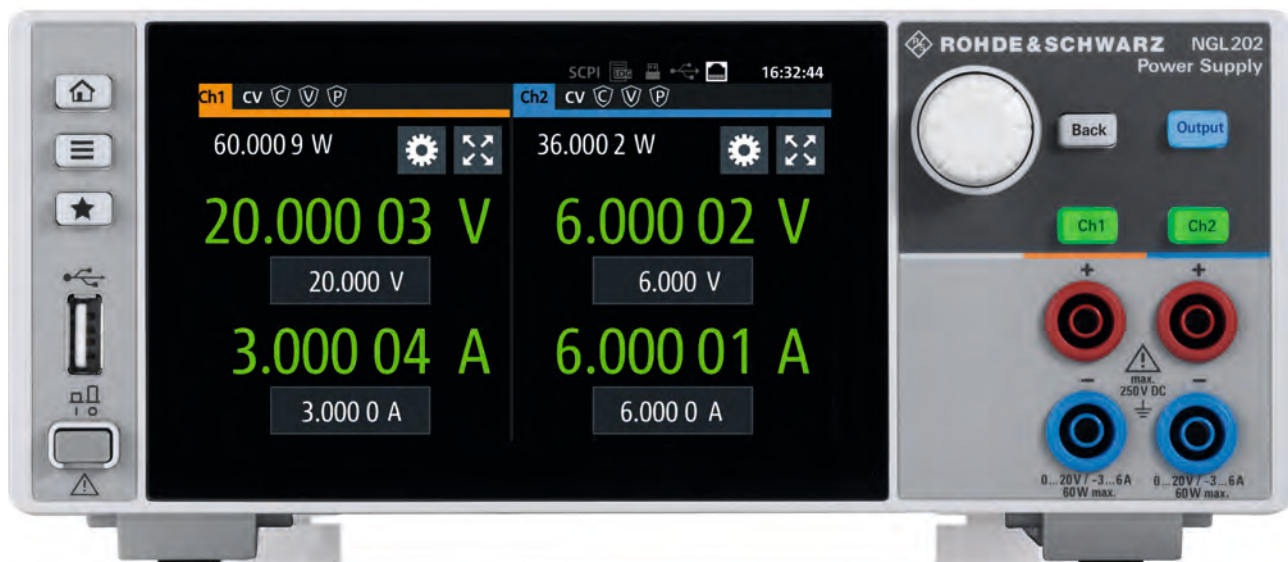 ROHDE&SCHWARZ NGL202
Power Supply
SCPI LOG 16:32:44
Ch1 CV C V P
Ch2 CV C V P
60.000 9 W
36.000 2 W
20.000 03 V
6.000 02 V
20.000 V
6.000 V
3.000 04 A
6.000 01 A
3.000 0 A
6.000 0 A
Back
Output
Ch1
Ch2
+ +
- -
max.
250 V DC
0...20V / -3...6A
60W max.
0...20V / -3...6A
60W max.
I O